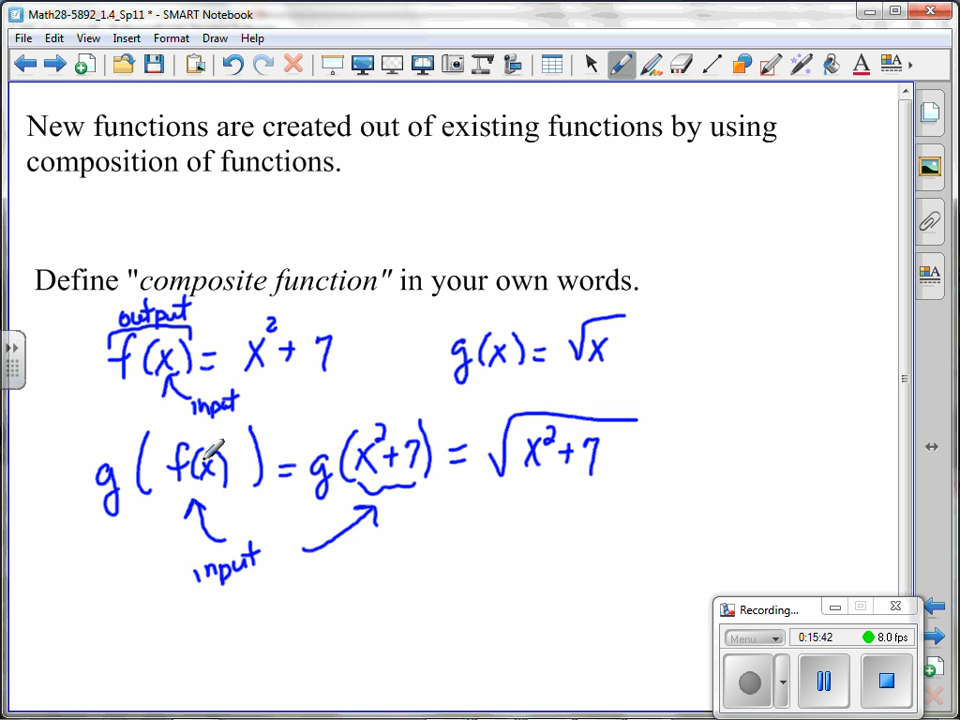 Math28-5892_1.4_Sp11 * - SMART Notebook
File Edit View Insert Format Draw Help
New functions are created out of existing functions by using
composition of functions.
Define "composite function" in your own words.
output
f(x) = x² + 7 g(x) = √x
input
g(f(x)) = g(x²+7) = √(x²+7)
input
Recording...
Menu 0:15:42 8.0 fps